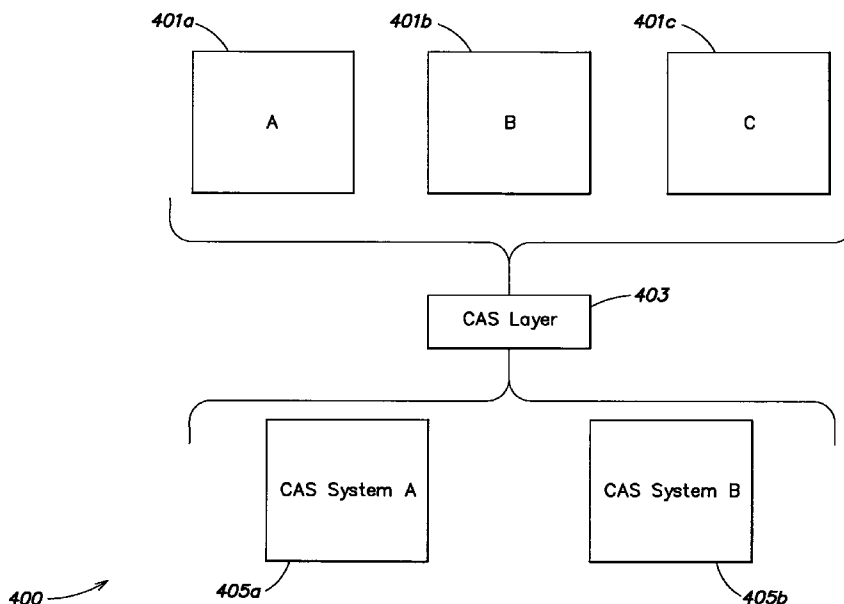 401a
401b
401c
A
B
C
403
CAS Layer
CAS System A
CAS System B
400
405a
405b